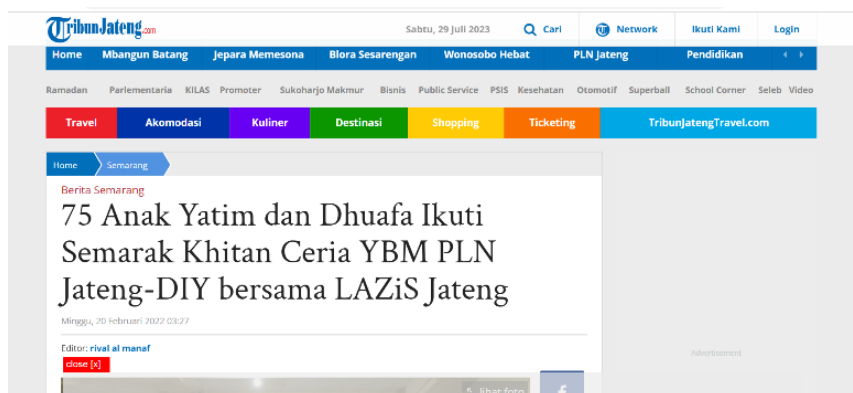 TribunJateng.com
Sabtu, 29 Juli 2023 Cari Network Ikuti Kami Login
Home Mbangun Batang Jepara Memesona Blora Sesarengan Wonosobo Hebat PLN Jateng Pendidikan
Ramadan Parlementaria KILAS Promoter Sukoharjo Makmur Bisnis Public Service PSIS Kesehatan Otomotif Superball School Corner Seleb Video
Travel Akomodasi Kuliner Destinasi Shopping Ticketing TribunJatengTravel.com
Home Semarang
Berita Semarang
75 Anak Yatim dan Dhuafa Ikuti
Semarak Khitan Ceria YBM PLN
Jateng-DIY bersama LAZiS Jateng
Minggu, 20 Februari 2022 03:27
Editor: rival al manaf
Advertisement
close [x]
lihat foto